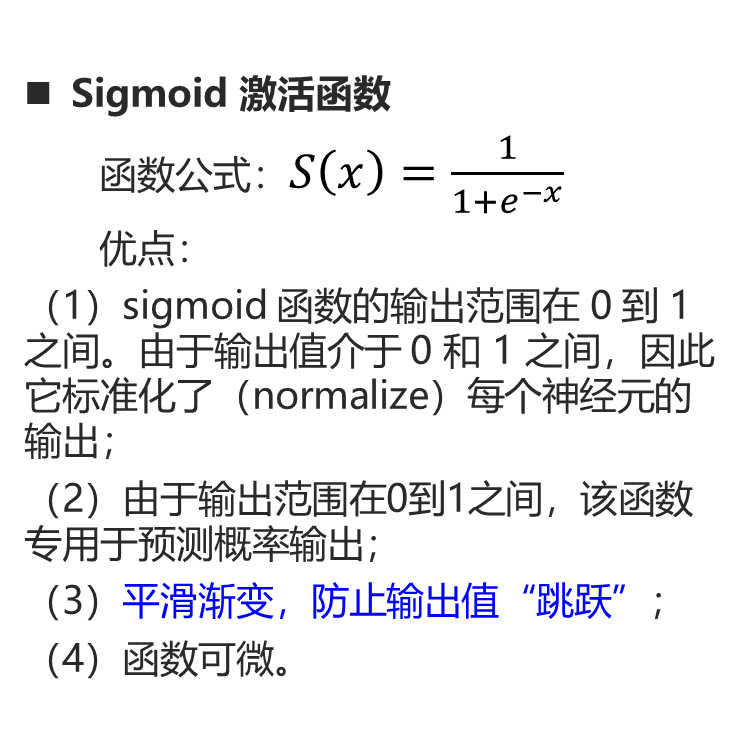 ■ Sigmoid 激活函数
函数公式：S(x) = 1/(1+e^{-x})
优点：
（1）sigmoid 函数的输出范围在 0 到 1
之间。由于输出值介于 0 和 1 之间，因此
它标准化了（normalize）每个神经元的
输出；
（2）由于输出范围在0到1之间，该函数
专用于预测概率输出；
（3）平滑渐变，防止输出值“跳跃”；
（4）函数可微。